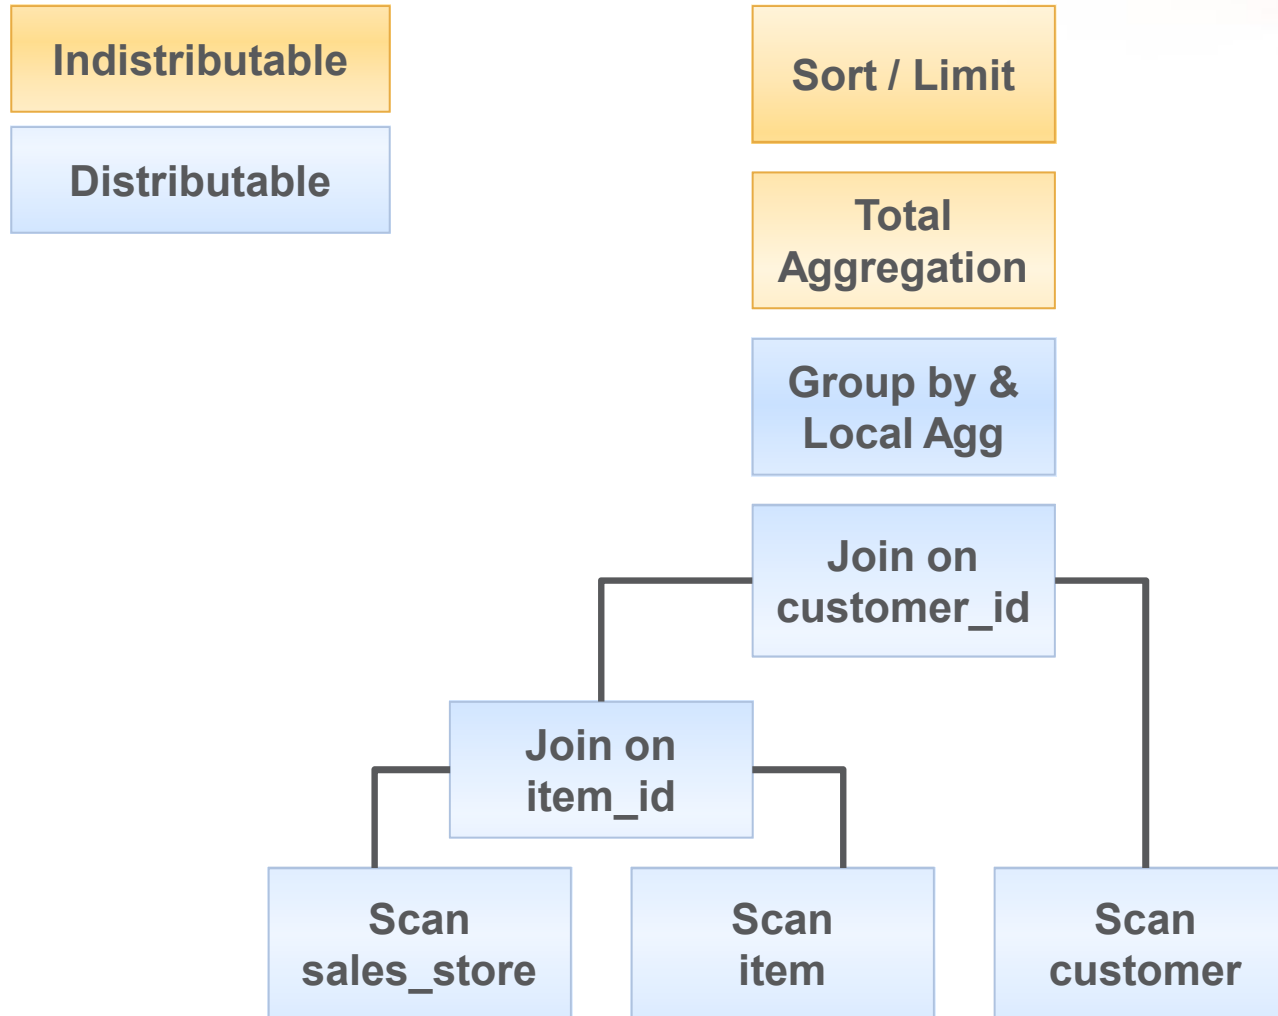 Indistributable
Distributable
Sort / Limit
Total
Aggregation
Group by &
Local Agg
Join on
customer_id
Join on
item_id
Scan
sales_store
Scan
item
Scan
customer